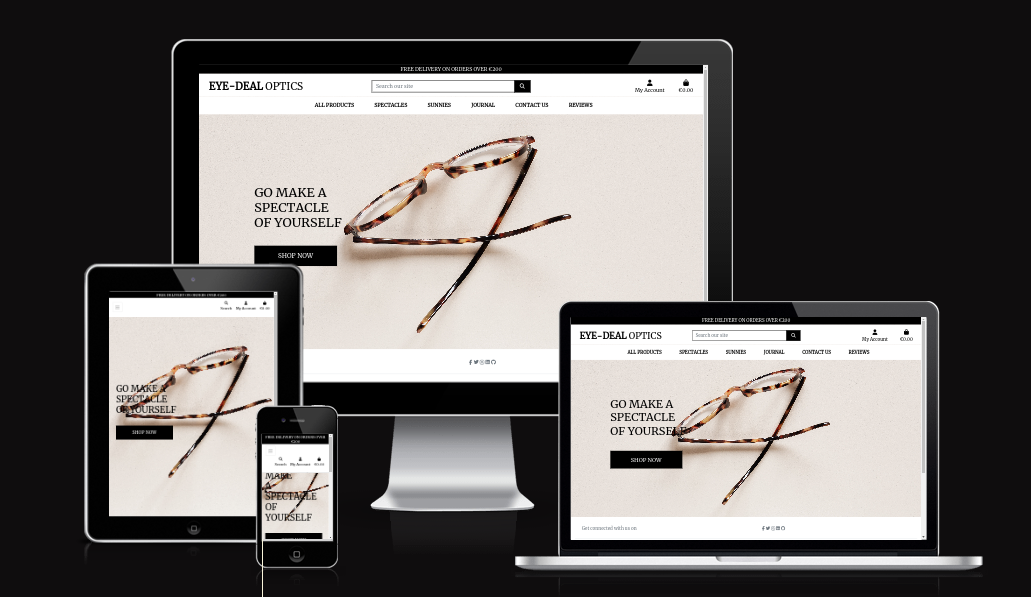 FREE DELIVERY ON ORDERS OVER €200
EYE-DEAL OPTICS
Search our site
My Account
€0.00
ALL PRODUCTS SPECTACLES SUNNIES JOURNAL CONTACT US REVIEWS
GO MAKE A
SPECTACLE
OF YOURSELF
SHOP NOW
FREE DELIVERY ON ORDERS OVER €200
Search My Account €0.00
GO MAKE A
SPECTACLE
OF YOURSELF
SHOP NOW
FREE DELIVERY ON ORDERS OVER
€200
Search My Account €0.00
MAKE
A
SPECTACLE
OF
YOURSELF
FREE DELIVERY ON ORDERS OVER €200
EYE-DEAL OPTICS
Search our site
My Account
€0.00
ALL PRODUCTS SPECTACLES SUNNIES JOURNAL CONTACT US REVIEWS
GO MAKE A
SPECTACLE
OF YOURSELF
SHOP NOW
Get connected with us on